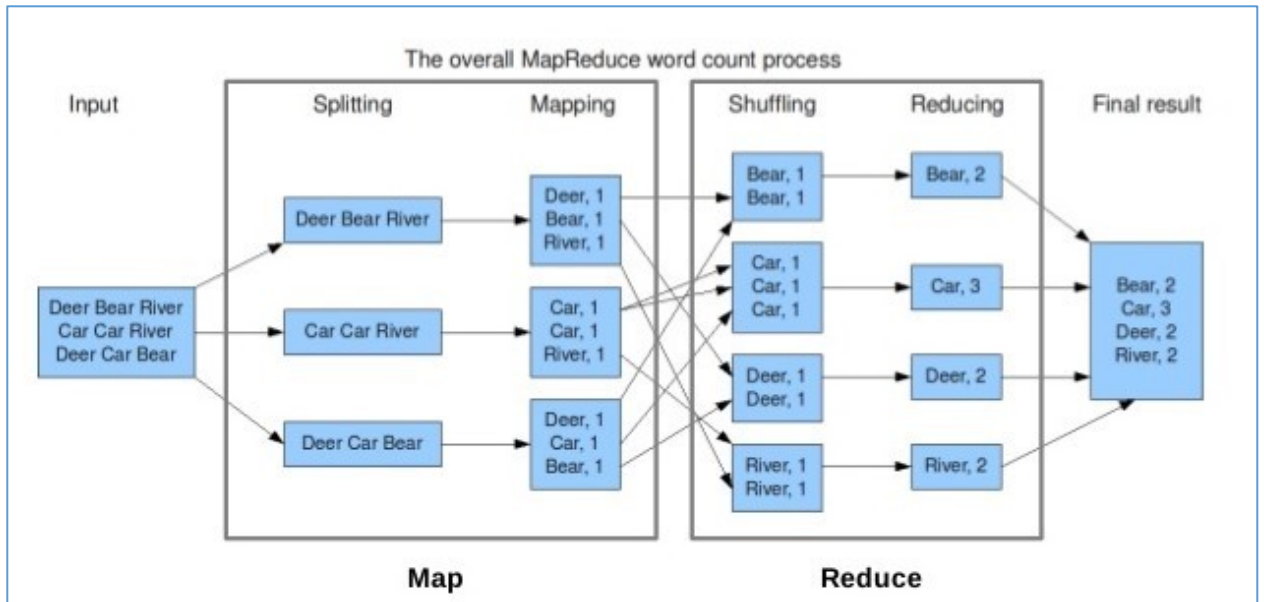 The overall MapReduce word count process
Input
Splitting
Mapping
Shuffling
Reducing
Final result
Deer Bear River
Car Car River
Deer Car Bear
Deer Bear River
Car Car River
Deer Car Bear
Deer, 1
Bear, 1
River, 1
Car, 1
Car, 1
River, 1
Deer, 1
Car, 1
Bear, 1
Bear, 1
Bear, 1
Car, 1
Car, 1
Car, 1
Deer, 1
Deer, 1
River, 1
River, 1
Bear, 2
Car, 3
Deer, 2
River, 2
Bear, 2
Car, 3
Deer, 2
River, 2
Map
Reduce